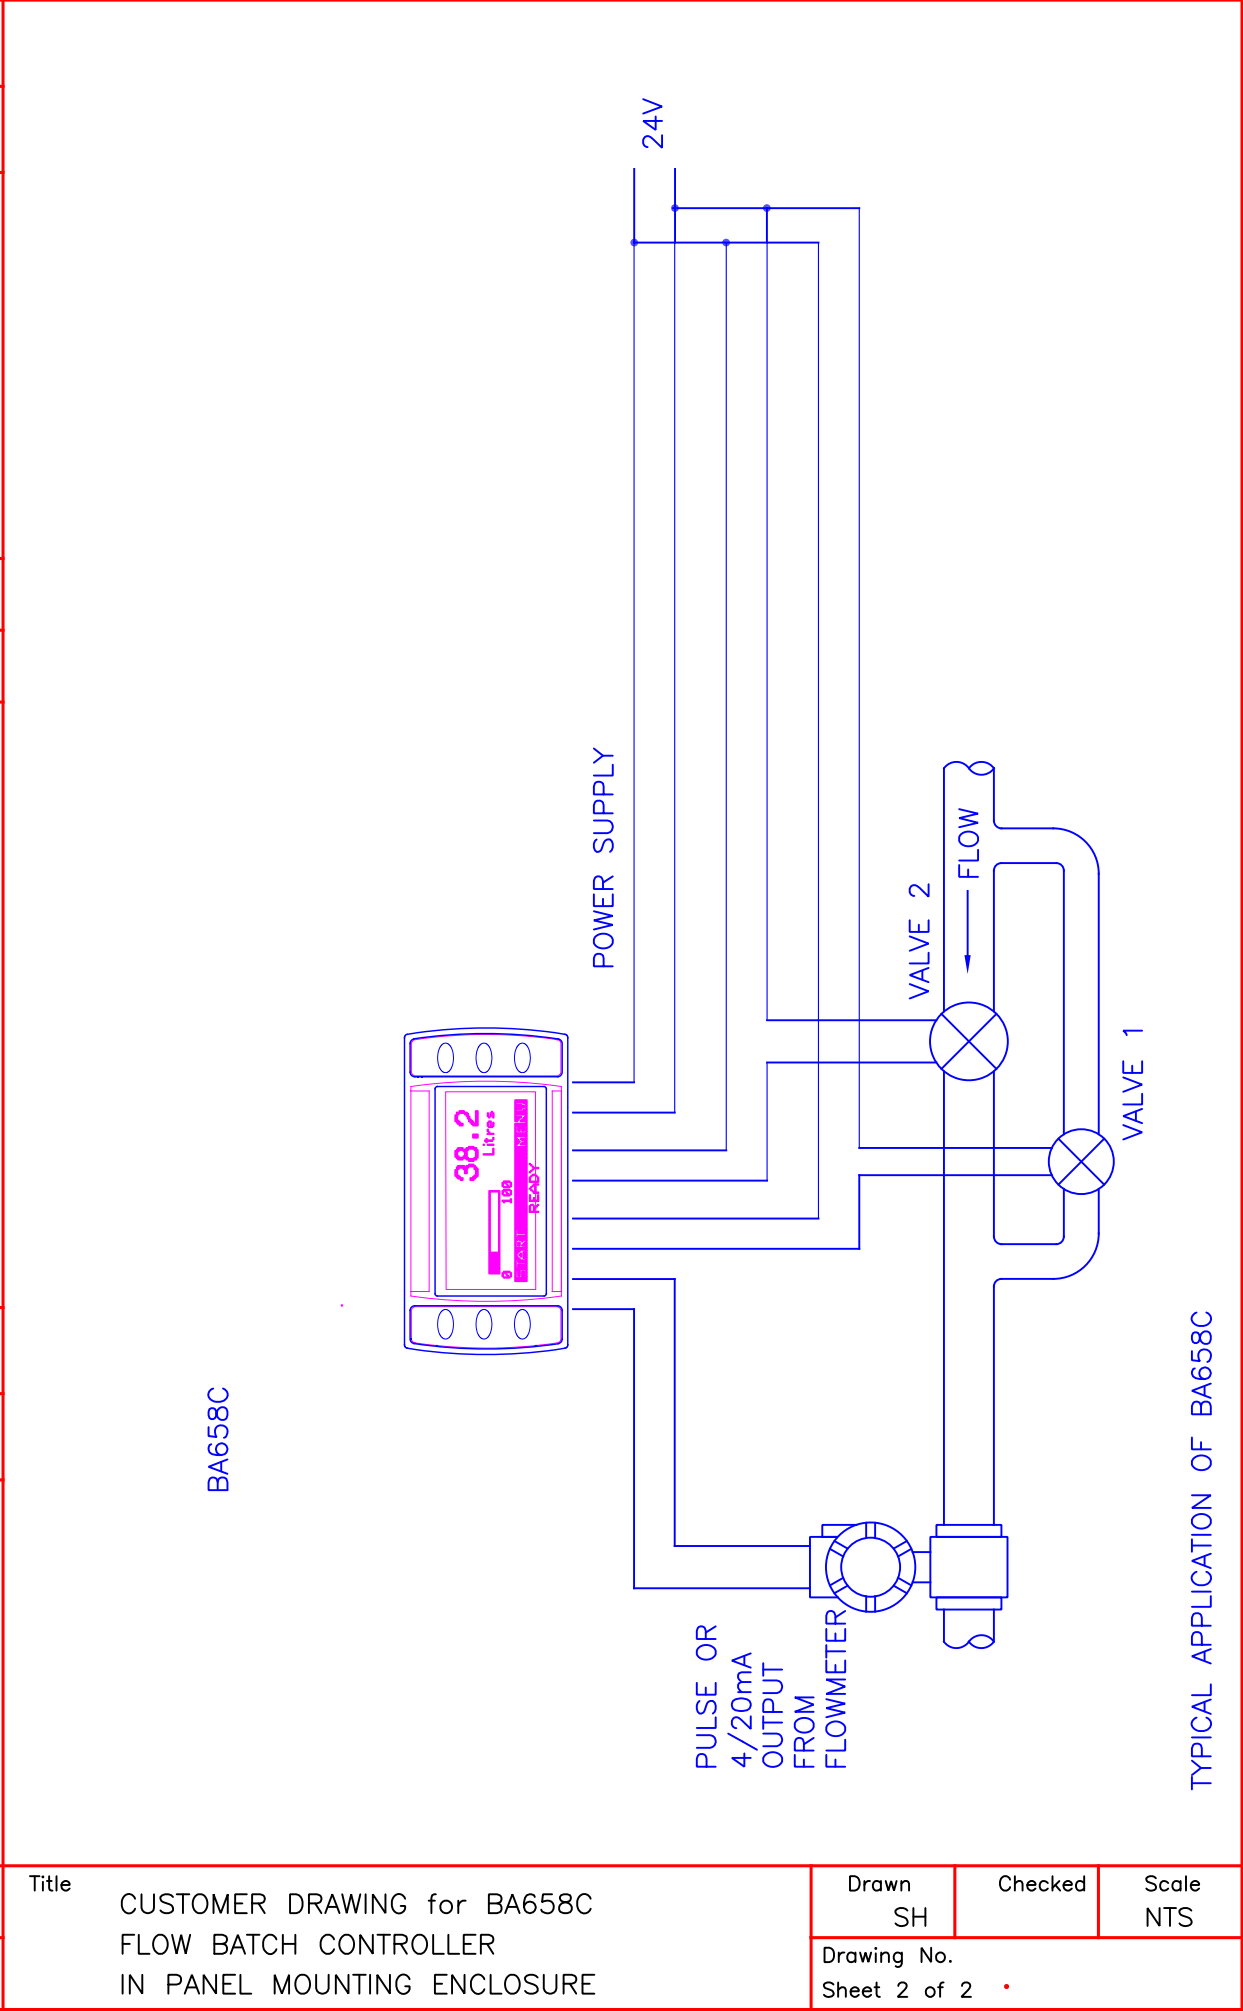 24V
POWER SUPPLY
BA658C
38.2
Litres
0 100
START MENU
READY
VALVE 2
FLOW
VALVE 1
PULSE OR
4/20mA
OUTPUT
FROM
FLOWMETER
TYPICAL APPLICATION OF BA658C
Title
CUSTOMER DRAWING for BA658C
FLOW BATCH CONTROLLER
IN PANEL MOUNTING ENCLOSURE
Drawn
SH
Checked
Scale
NTS
Drawing No.
Sheet 2 of 2